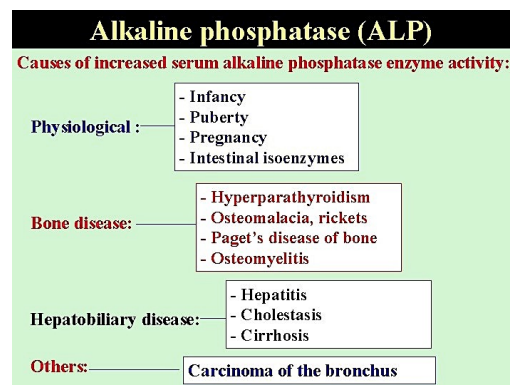 Alkaline phosphatase (ALP)
Causes of increased serum alkaline phosphatase enzyme activity:
Physiological :
- Infancy
- Puberty
- Pregnancy
- Intestinal isoenzymes
Bone disease:
- Hyperparathyroidism
- Osteomalacia, rickets
- Paget's disease of bone
- Osteomyelitis
Hepatobiliary disease:
- Hepatitis
- Cholestasis
- Cirrhosis
Others:
Carcinoma of the bronchus